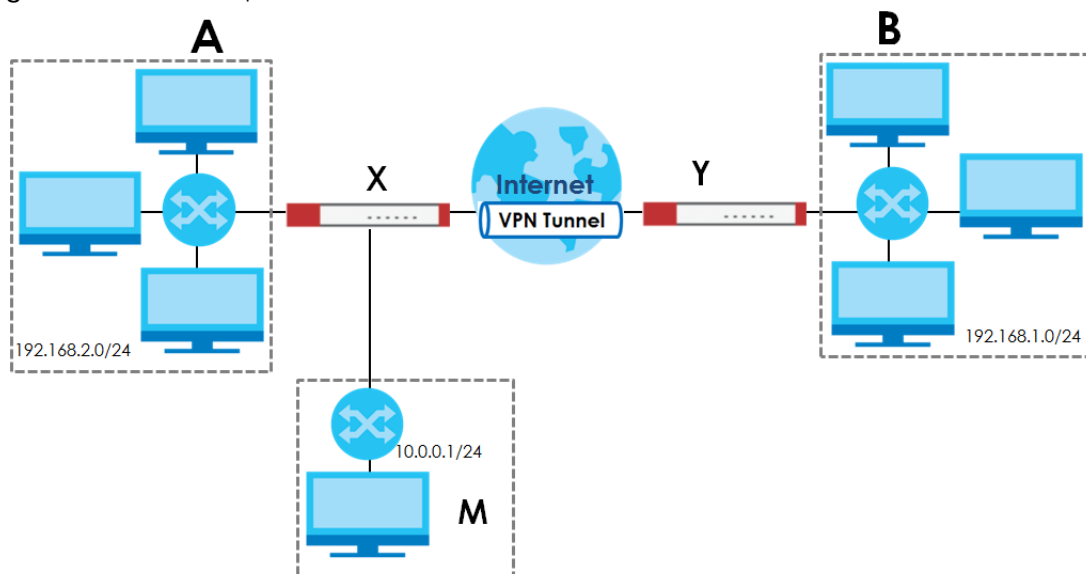 A
B
X
Y
Internet
VPN Tunnel
192.168.2.0/24
192.168.1.0/24
10.0.0.1/24
M